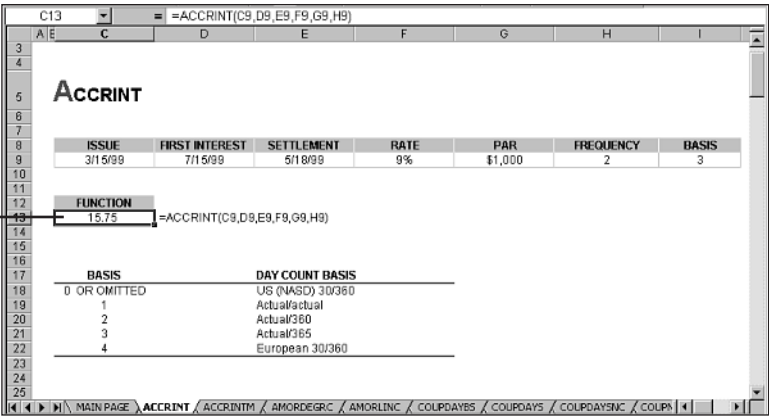 C13 = =ACCRINT(C9,D9,E9,F9,G9,H9)
A E C D E F G H I
3
4
5 ACCRINT
6
7
8 ISSUE FIRST INTEREST SETTLEMENT RATE PAR FREQUENCY BASIS
9 3/15/99 7/15/99 5/18/99 9% $1,000 2 3
10
11
12 FUNCTION
13 15.75 =ACCRINT(C9,D9,E9,F9,G9,H9)
14
15
16
17 BASIS DAY COUNT BASIS
18 0 OR OMITTED US (NASD) 30/360
19 1 Actual/actual
20 2 Actual/360
21 3 Actual/365
22 4 European 30/360
23
24
25
MAIN PAGE ACCRINT ACCRINTM AMORDEGRC AMORLINC COUPDAYBS COUPDAYS COUPDAYSNC COUPN